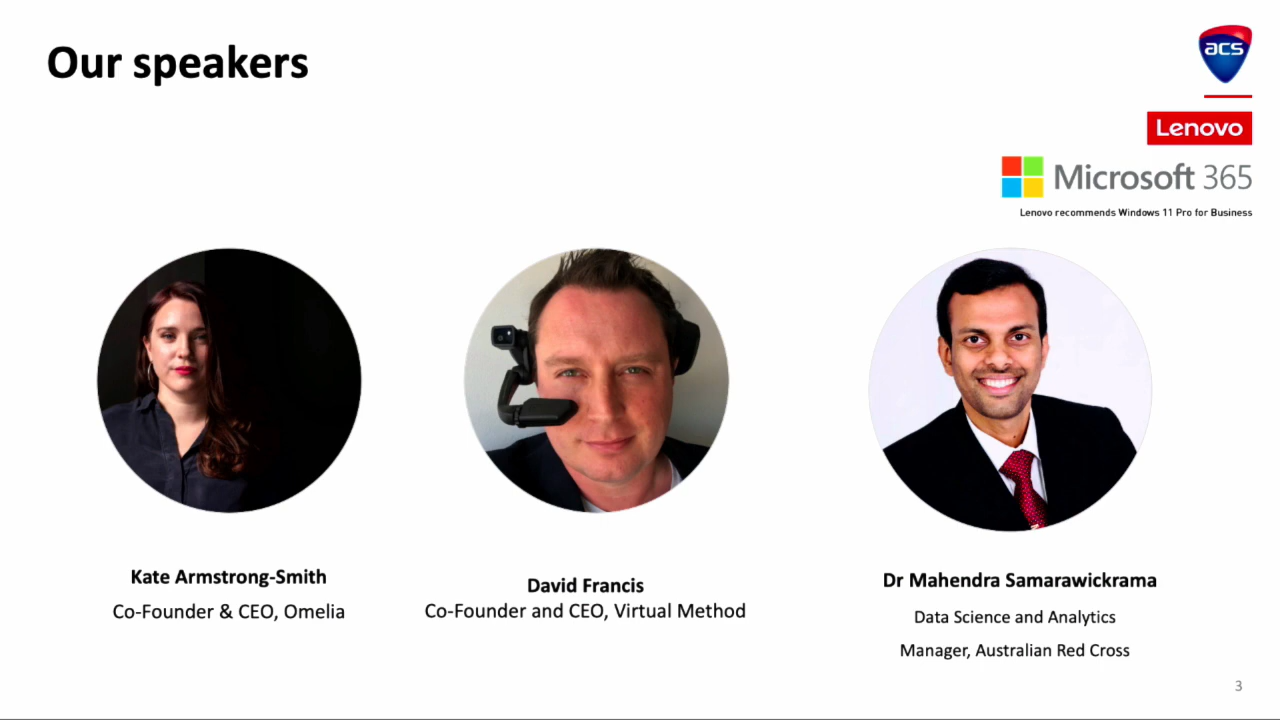 Our speakers
acs
Lenovo
Microsoft 365
Lenovo recommends Windows 11 Pro for Business
Kate Armstrong-Smith
Co-Founder & CEO, Omelia
David Francis
Co-Founder and CEO, Virtual Method
Dr Mahendra Samarawickrama
Data Science and Analytics
Manager, Australian Red Cross
3